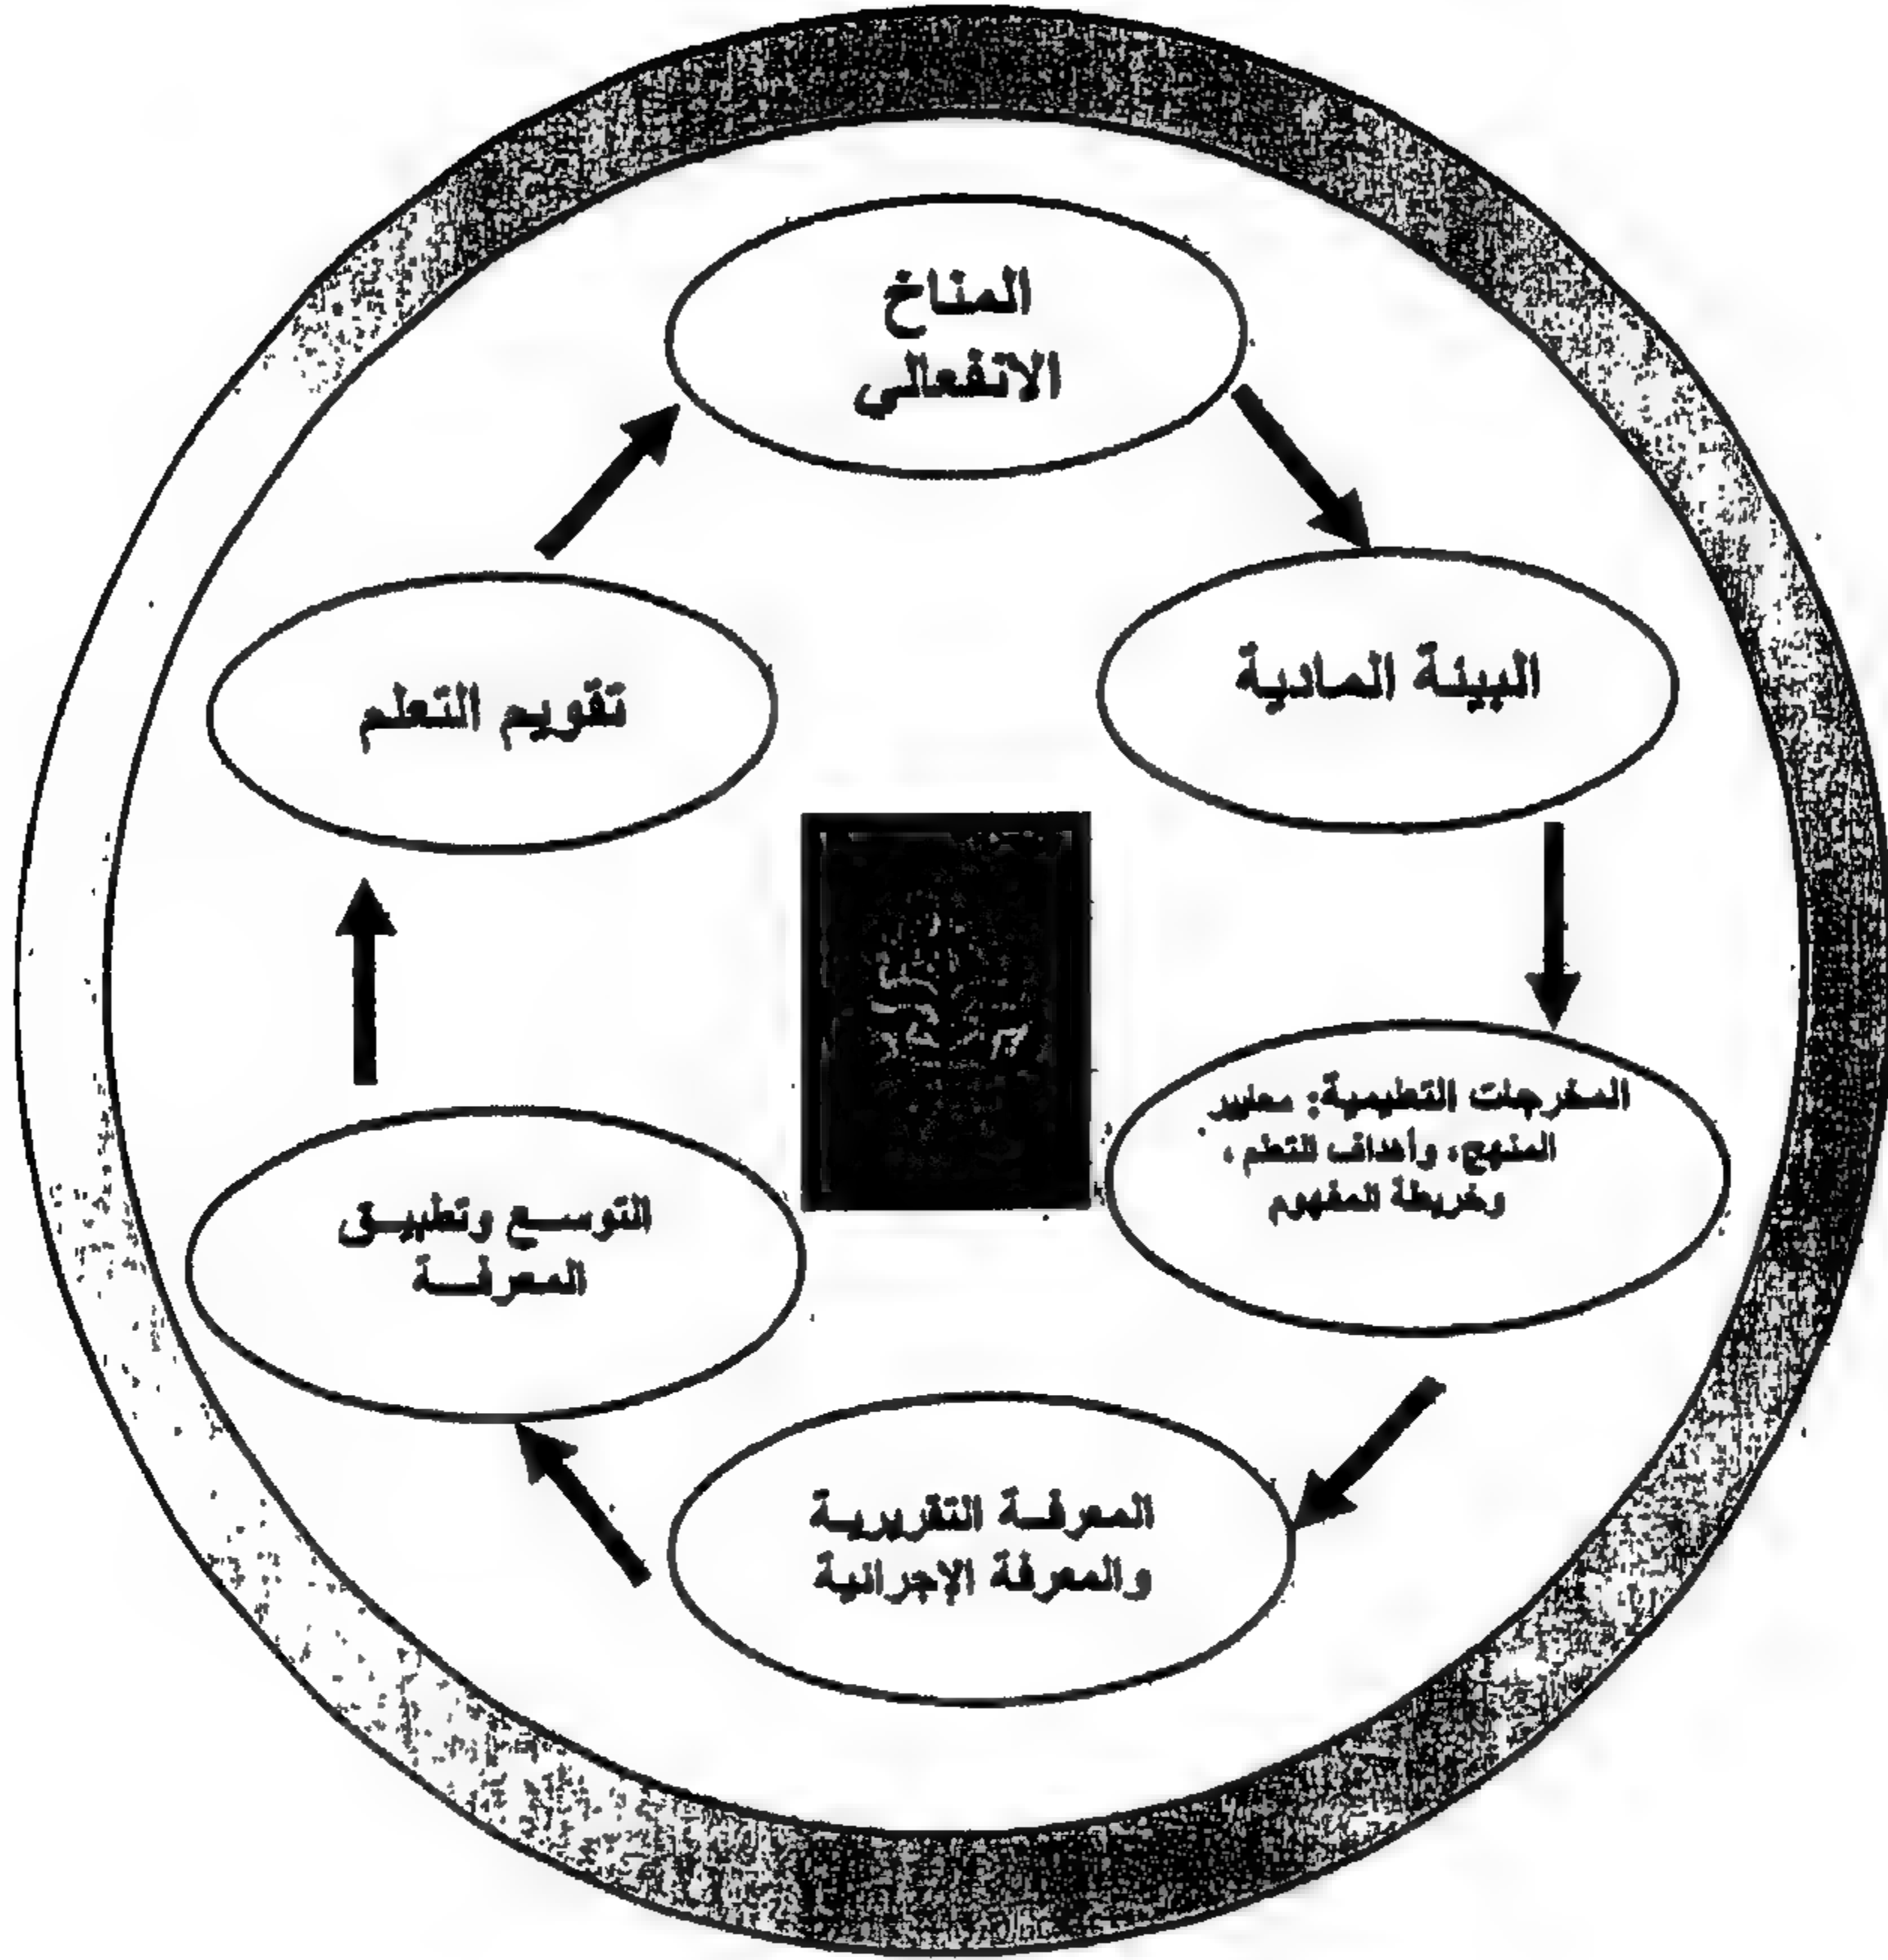 المناخ
الانفعالي
البيئة المادية
المخرجات التعليمية: معايير
المنهج، وأهداف التعلم،
وخريطة المفهوم
المعرفة التقريرية
والمعرفة الإجرائية
التوسع وتطبيق
المعرفة
تقويم التعلم